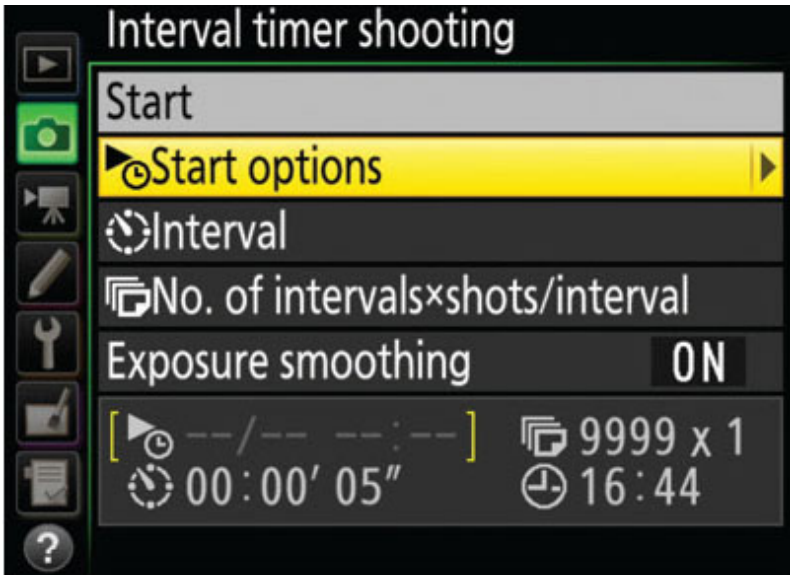 Interval timer shooting
Start
Start options
Interval
No. of intervals×shots/interval
Exposure smoothing ON
[ --/-- --:-- ] 9999 x 1
00:00' 05" 16:44
?